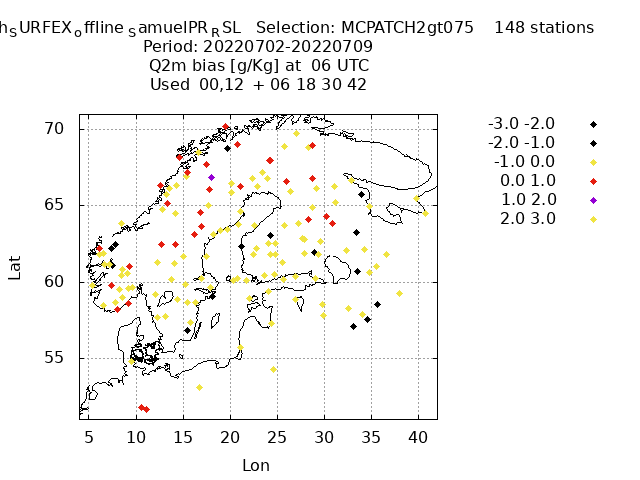 hSURFEXoffline SamuelPRRSL Selection: MCPATCH2gt075 148 stations
Period: 20220702-20220709
Q2m bias [g/Kg] at 06 UTC
Used 00,12 + 06 18 30 42
-3.0 -2.0
-2.0 -1.0
-1.0 0.0
0.0 1.0
1.0 2.0
2.0 3.0
70
65
60
55
Lat
5 10 15 20 25 30 35 40
Lon